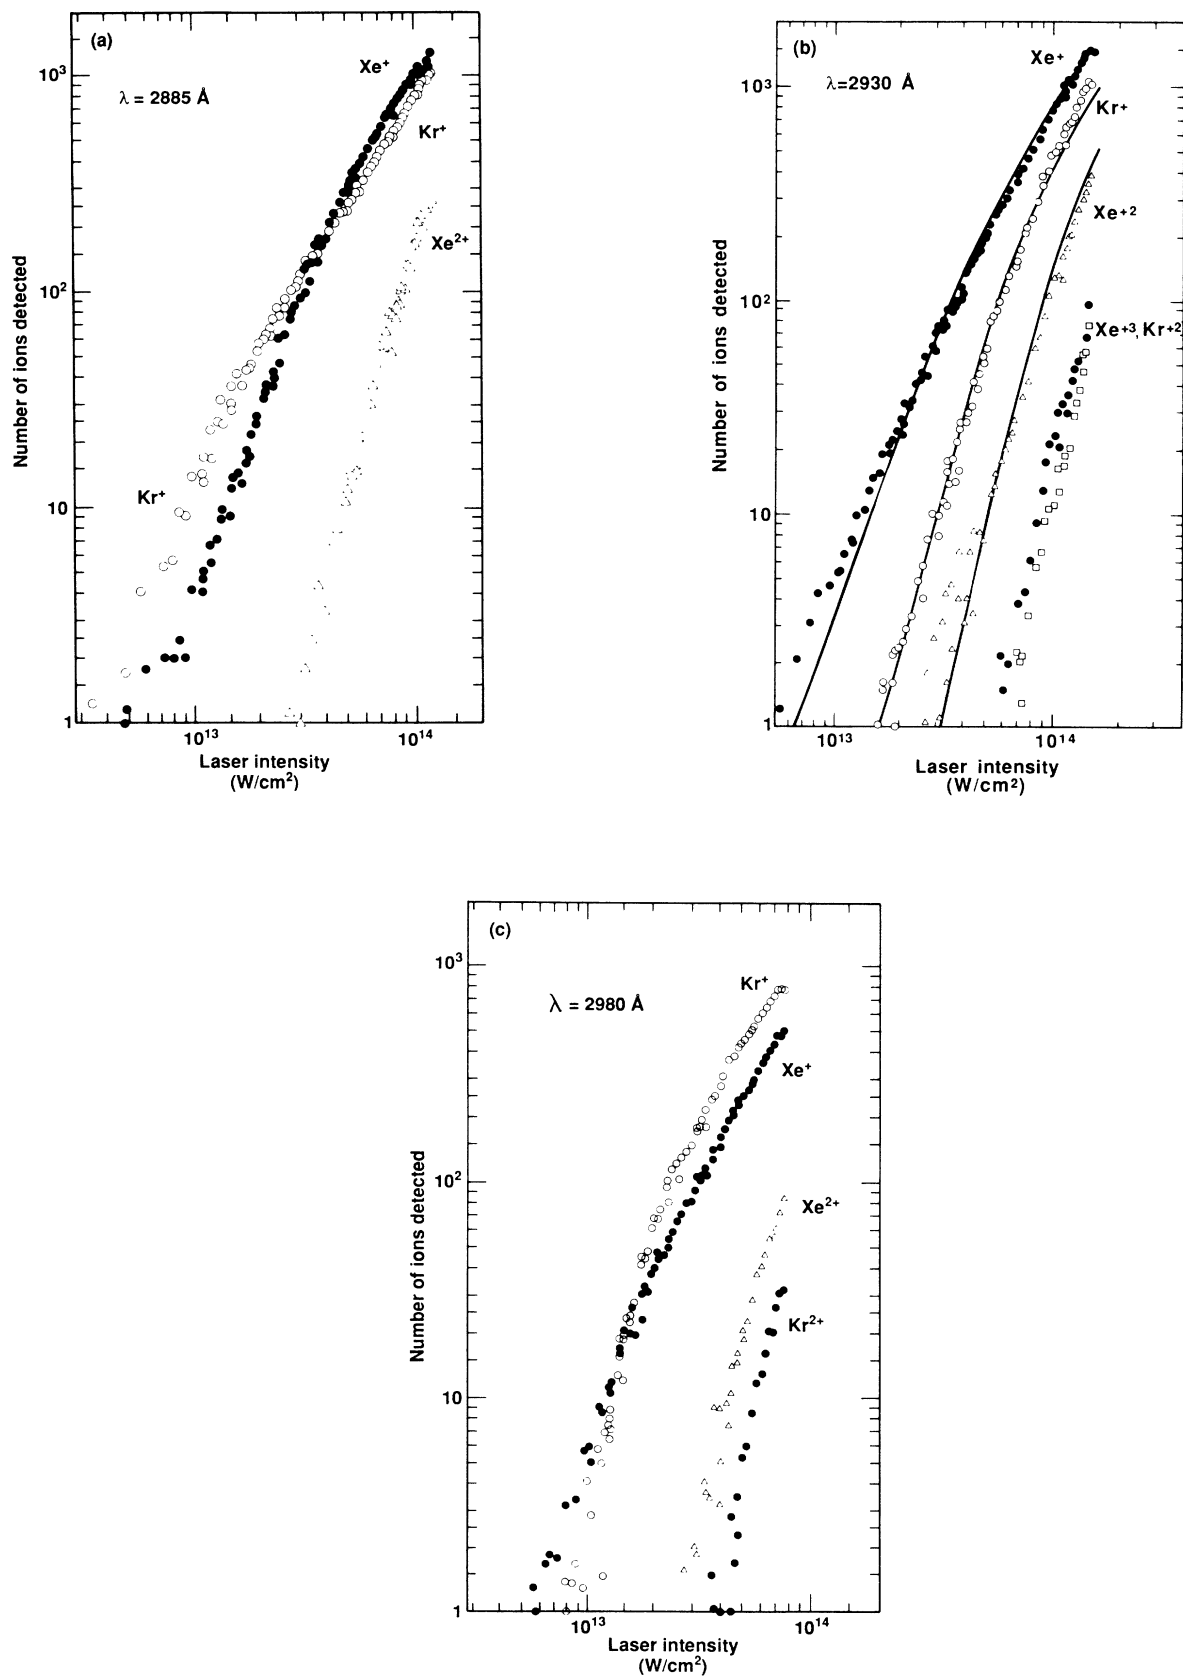 (a)
λ = 2885 Å
Xe⁺
Kr⁺
Xe²⁺
Kr⁺
10³
10²
10
1
Number of ions detected
10¹³
10¹⁴
Laser intensity
(W/cm²)
(b)
λ=2930 Å
Xe+
Kr+
Xe+2
Xe+3, Kr+2
10³
10²
10
1
Number of ions detected
10¹³
10¹⁴
Laser intensity
(W/cm²)
(c)
λ = 2980 Å
Kr⁺
Xe⁺
Xe²⁺
Kr²⁺
10³
10²
10
1
Number of ions detected
10¹³
10¹⁴
Laser intensity
(W/cm²)